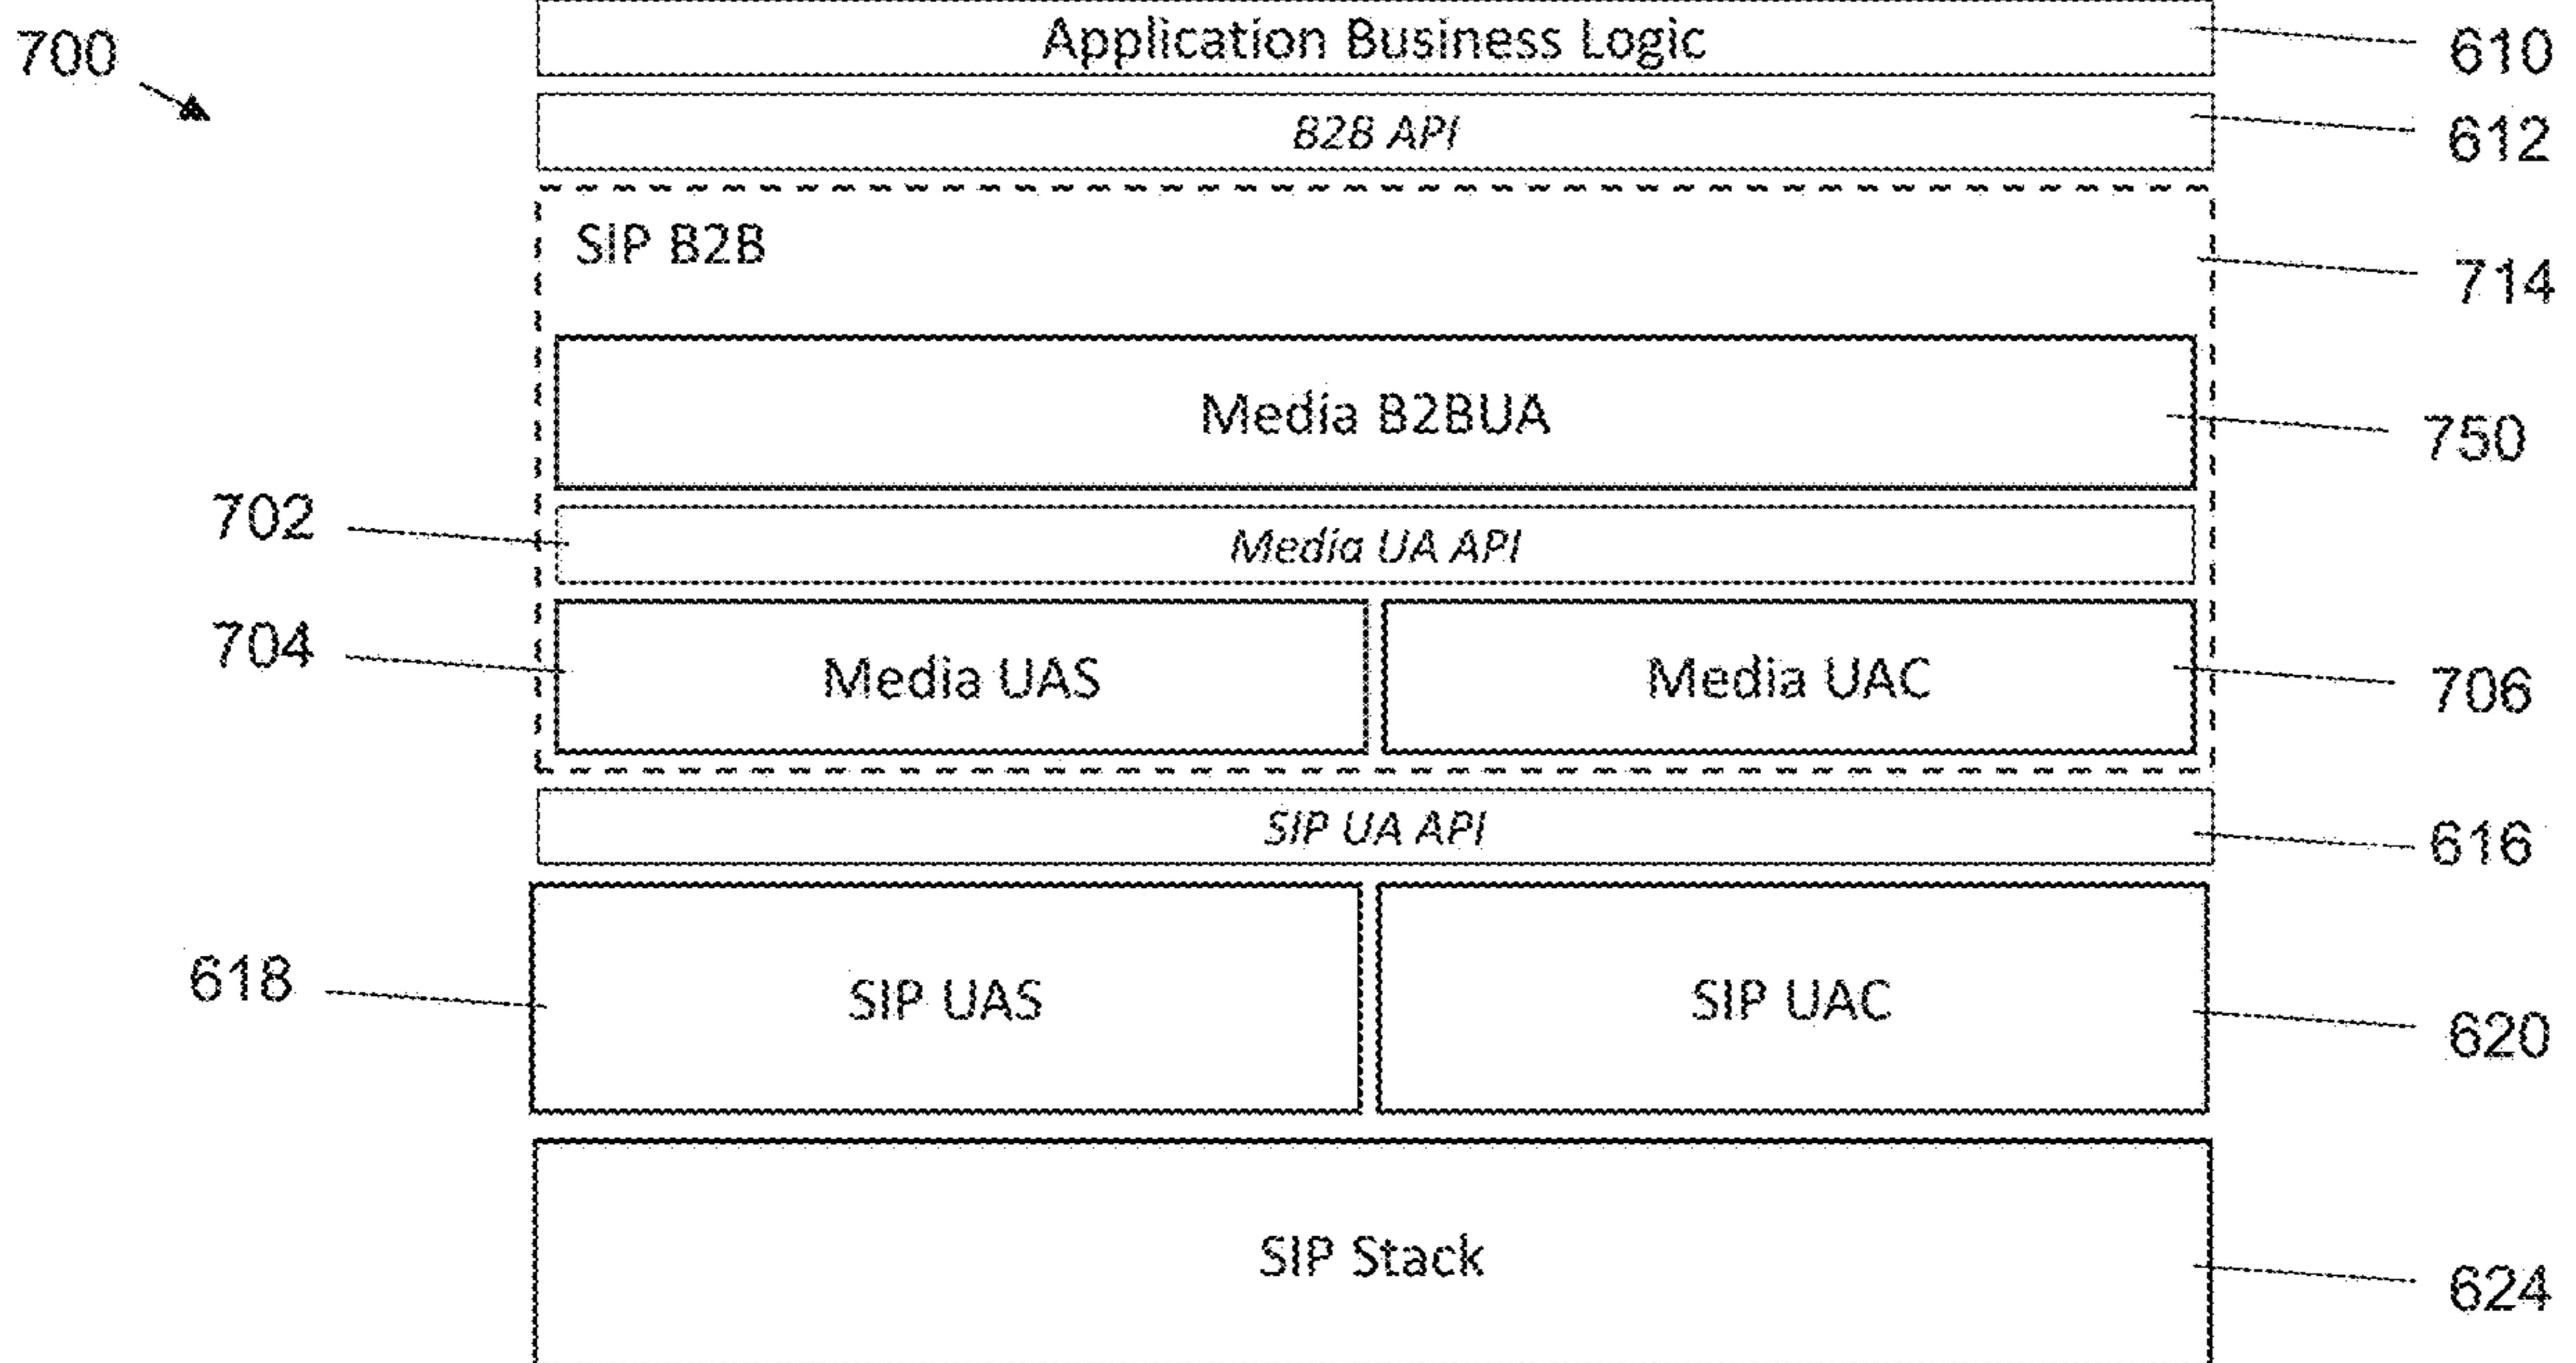 700
Application Business Logic
610
B2B API
612
SIP B2B
714
Media B2BUA
750
702
Media UA API
704
Media UAS
Media UAC
706
SIP UA API
616
618
SIP UAS
SIP UAC
620
SIP Stack
624